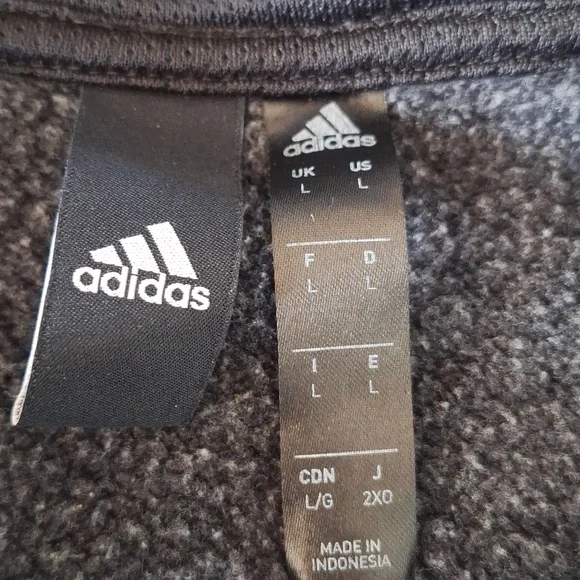 adidas
adidas
UK US
L L
F D
L L
I E
L L
CDN J
L/G 2XO
MADE IN
INDONESIA